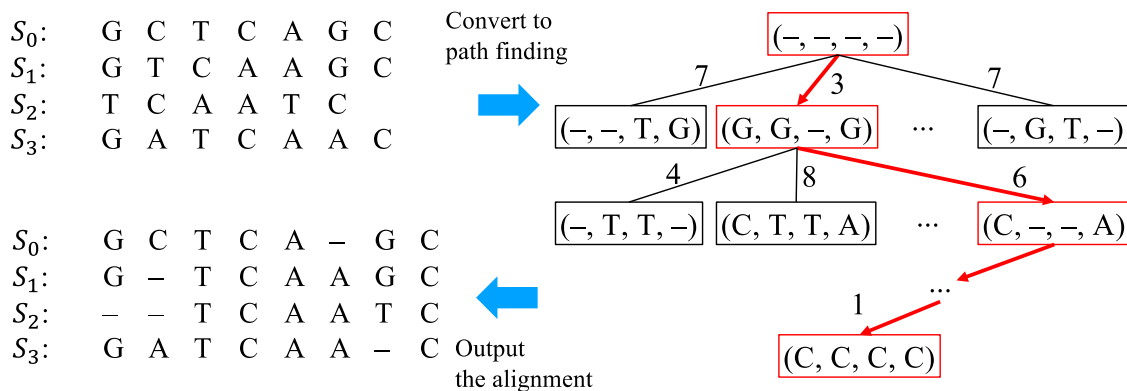 S₀: G C T C A G C
S₁: G T C A A G C
S₂: T C A A T C
S₃: G A T C A A C
Convert to
path finding
(–, –, –, –)
7 3 7
(–, –, T, G) (G, G, –, G) ... (–, G, T, –)
4 8 6
(–, T, T, –) (C, T, T, A) ... (C, –, –, A)
...
1
(C, C, C, C)
S₀: G C T C A – G C
S₁: G – T C A A G C
S₂: – – T C A A T C
S₃: G A T C A A – C
Output
the alignment